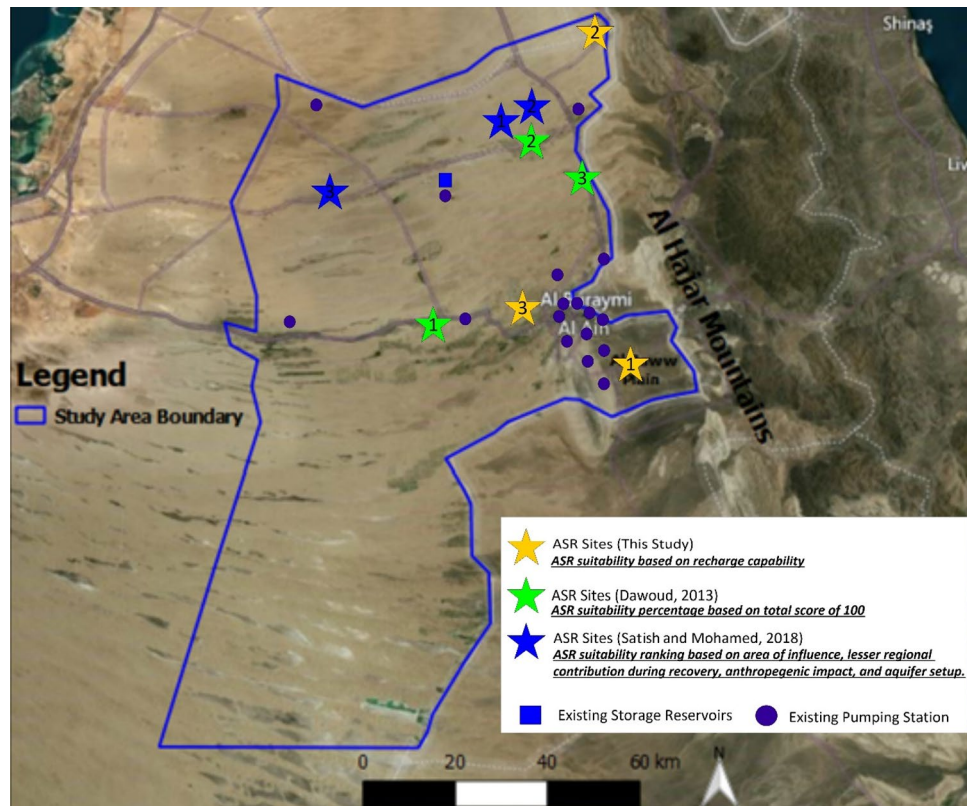 Shinaş
2
2
1
2
3
3
Al Hajar Mountains
3
Al Buraymi
1
Al Ain
1
Plain
Legend
Study Area Boundary
ASR Sites (This Study)
ASR suitability based on recharge capability
ASR Sites (Dawoud, 2013)
ASR suitability percentage based on total score of 100
ASR Sites (Satish and Mohamed, 2018)
ASR suitability ranking based on area of influence, lesser regional
contribution during recovery, anthropegenic impact, and aquifer setup.
Existing Storage Reservoirs
Existing Pumping Station
0 20 40 60 km
N